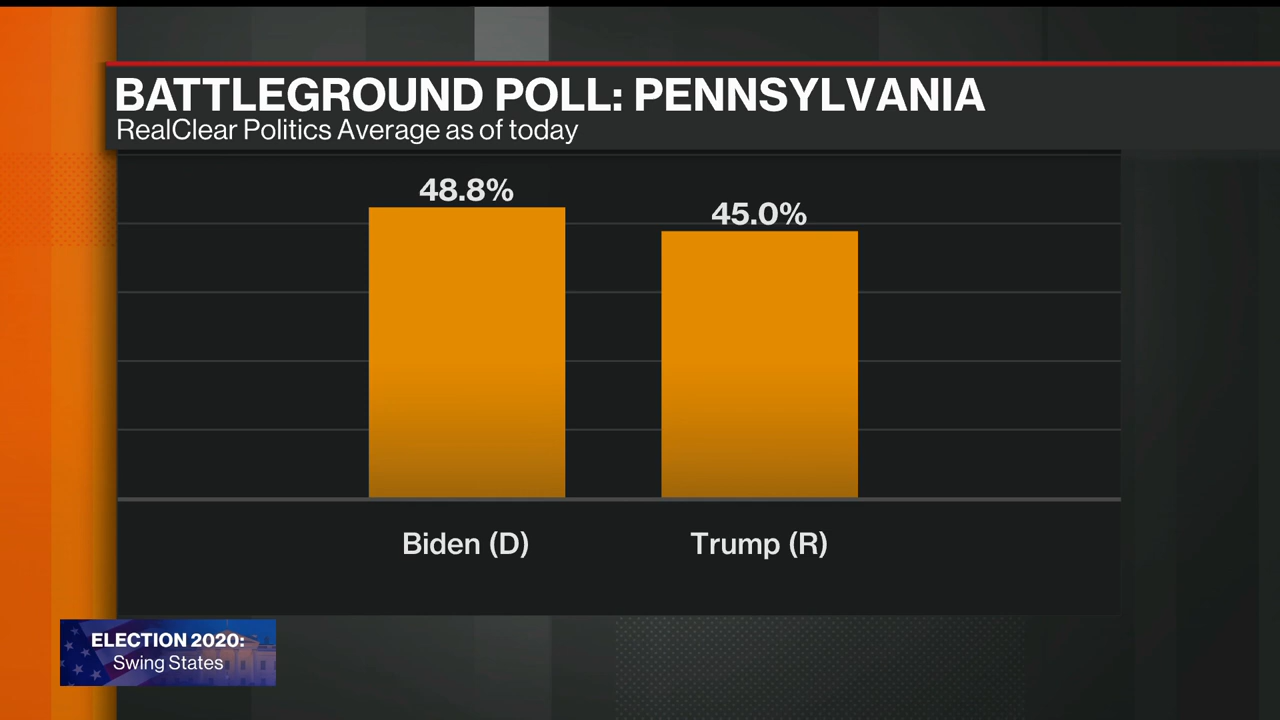 BATTLEGROUND POLL: PENNSYLVANIA
RealClear Politics Average as of today
48.8%
45.0%
Biden (D)
Trump (R)
ELECTION 2020:
Swing States